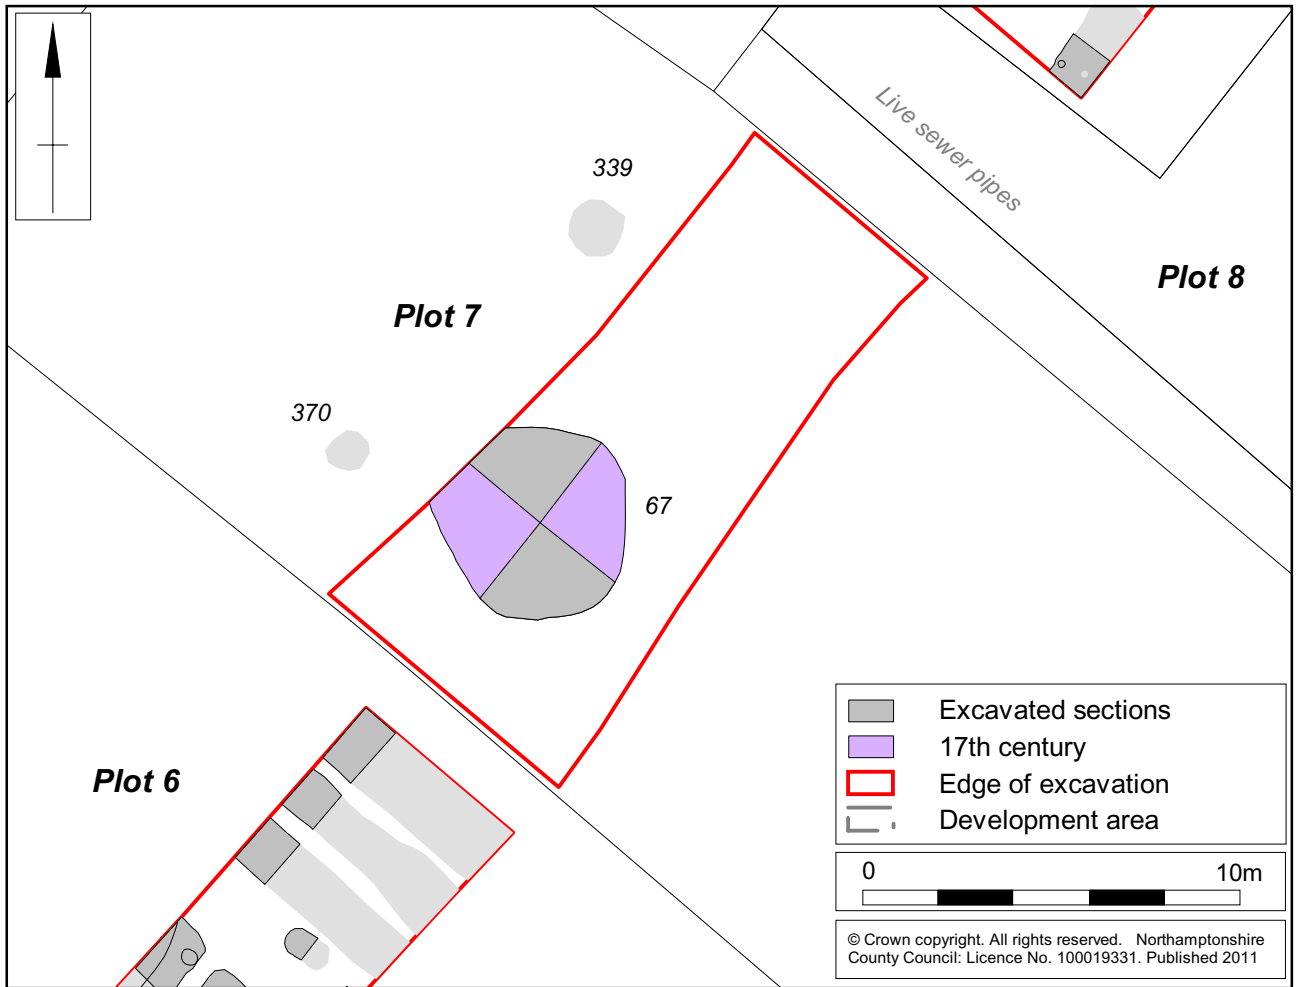 339
Live sewer pipes
Plot 8
Plot 7
370
67
Plot 6
Excavated sections
17th century
Edge of excavation
Development area
0 10m
© Crown copyright. All rights reserved. Northamptonshire
County Council: Licence No. 100019331. Published 2011